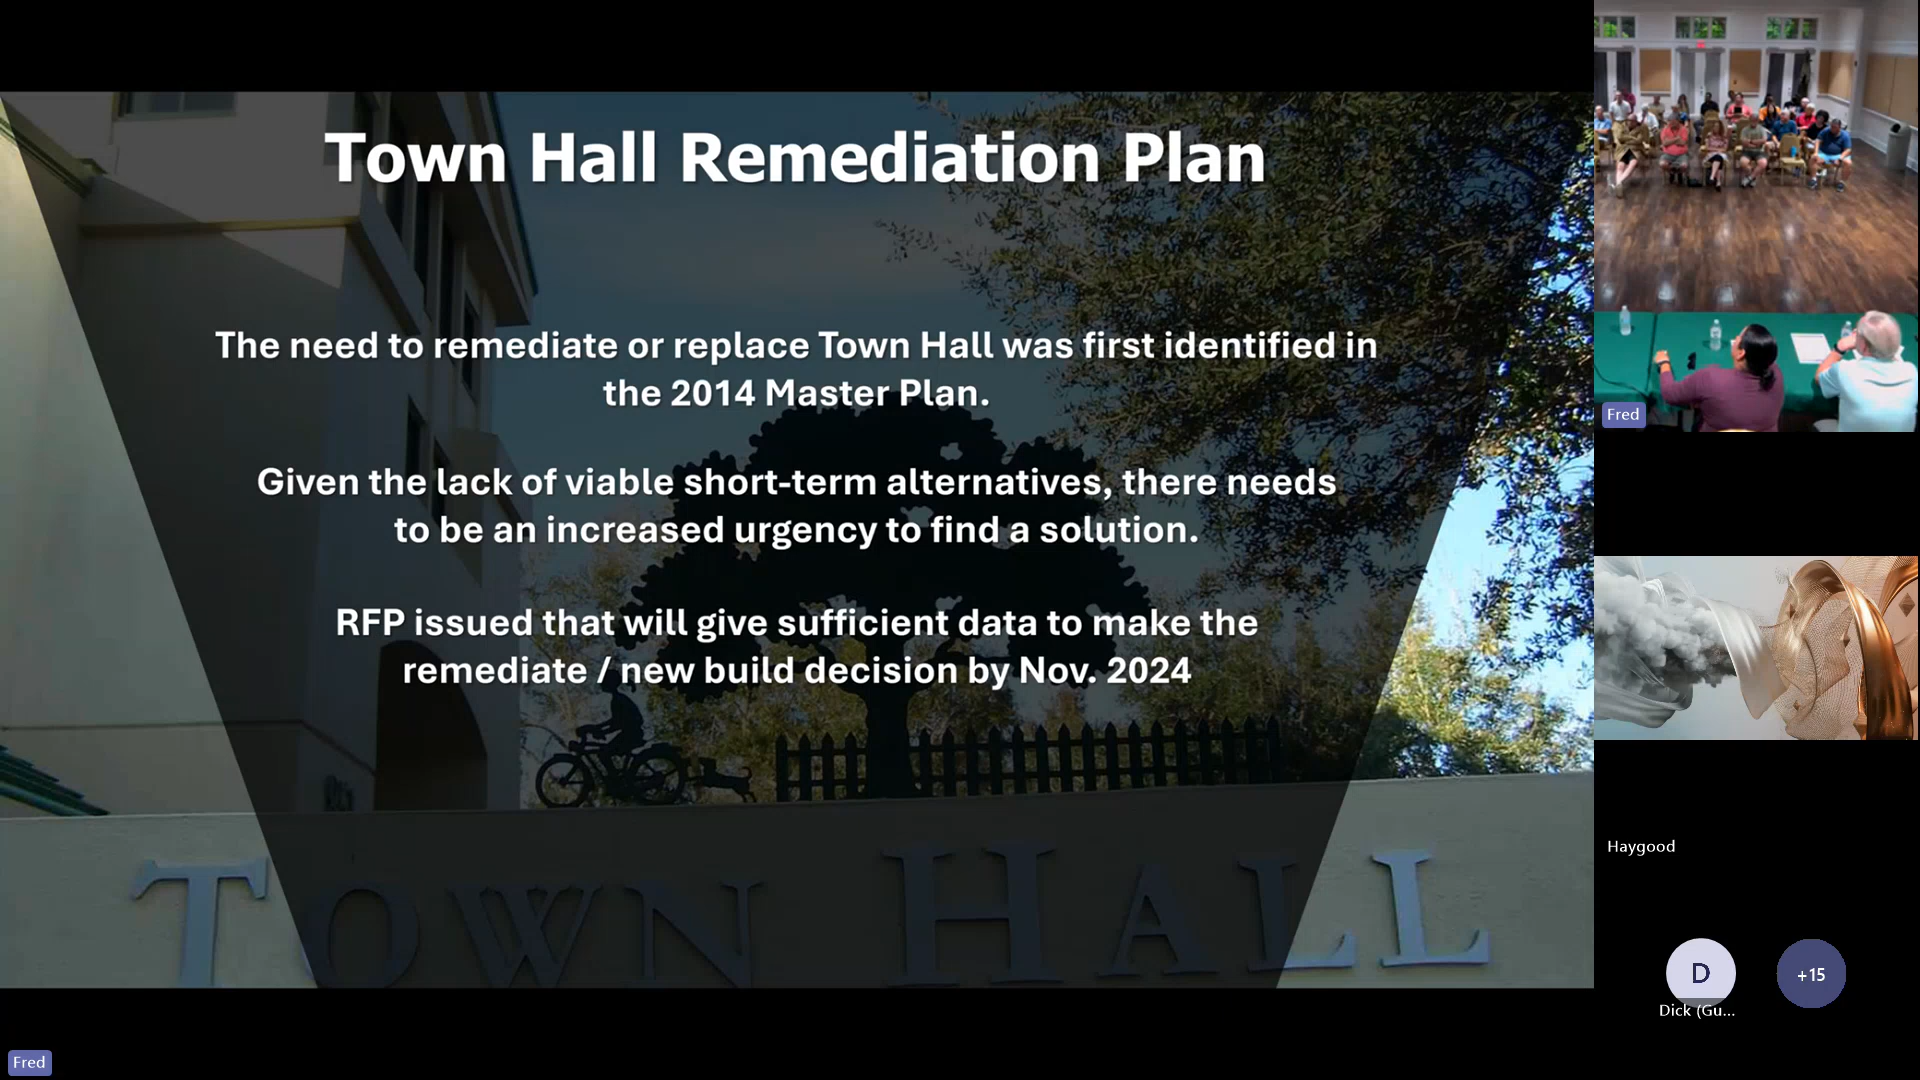 Town Hall Remediation Plan
The need to remediate or replace Town Hall was first identified in
the 2014 Master Plan.
Given the lack of viable short-term alternatives, there needs
to be an increased urgency to find a solution.
RFP issued that will give sufficient data to make the
remediate / new build decision by Nov. 2024
TOWN HALL
Fred
Fred
Haygood
D
+15
Dick (Gu...